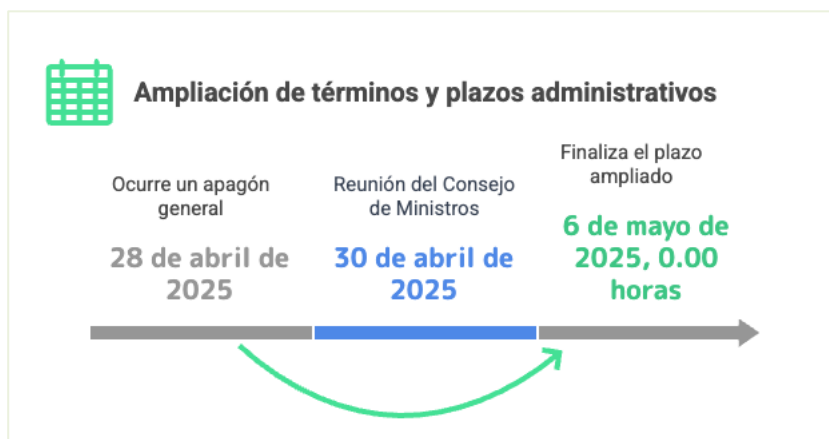 Ampliación de términos y plazos administrativos
Ocurre un apagón
general
28 de abril de
2025
Reunión del Consejo
de Ministros
30 de abril de
2025
Finaliza el plazo
ampliado
6 de mayo de
2025, 0.00
horas